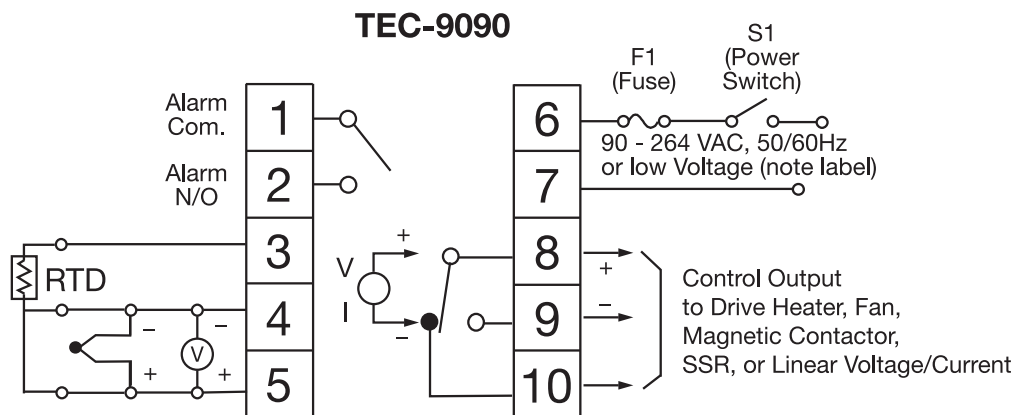 TEC-9090
Alarm
Com.
Alarm
N/O
1
2
3
4
5
RTD
−
+
V
−
+
V
I
+
−
6
7
8
9
10
F1
(Fuse)
S1
(Power
Switch)
90 - 264 VAC, 50/60Hz
or low Voltage (note label)
+
−
Control Output
to Drive Heater, Fan,
Magnetic Contactor,
SSR, or Linear Voltage/Current